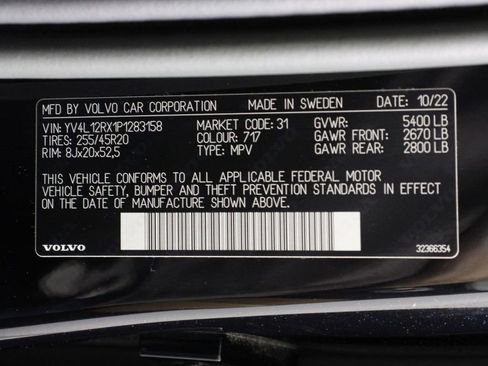 MFD BY VOLVO CAR CORPORATION MADE IN SWEDEN DATE: 10/22
VIN: YV4L12RX1P1283158 MARKET CODE: 31 GVWR: 5400 LB
TIRES: 255/45R20 COLOUR: 717 GAWR FRONT: 2670 LB
RIM: 8Jx20x52,5 TYPE: MPV GAWR REAR: 2800 LB
THIS VEHICLE CONFORMS TO ALL APPLICABLE FEDERAL MOTOR
VEHICLE SAFETY, BUMPER AND THEFT PREVENTION STANDARDS IN EFFECT
ON THE DATE OF MANUFACTURE SHOWN ABOVE.
VOLVO 32366354